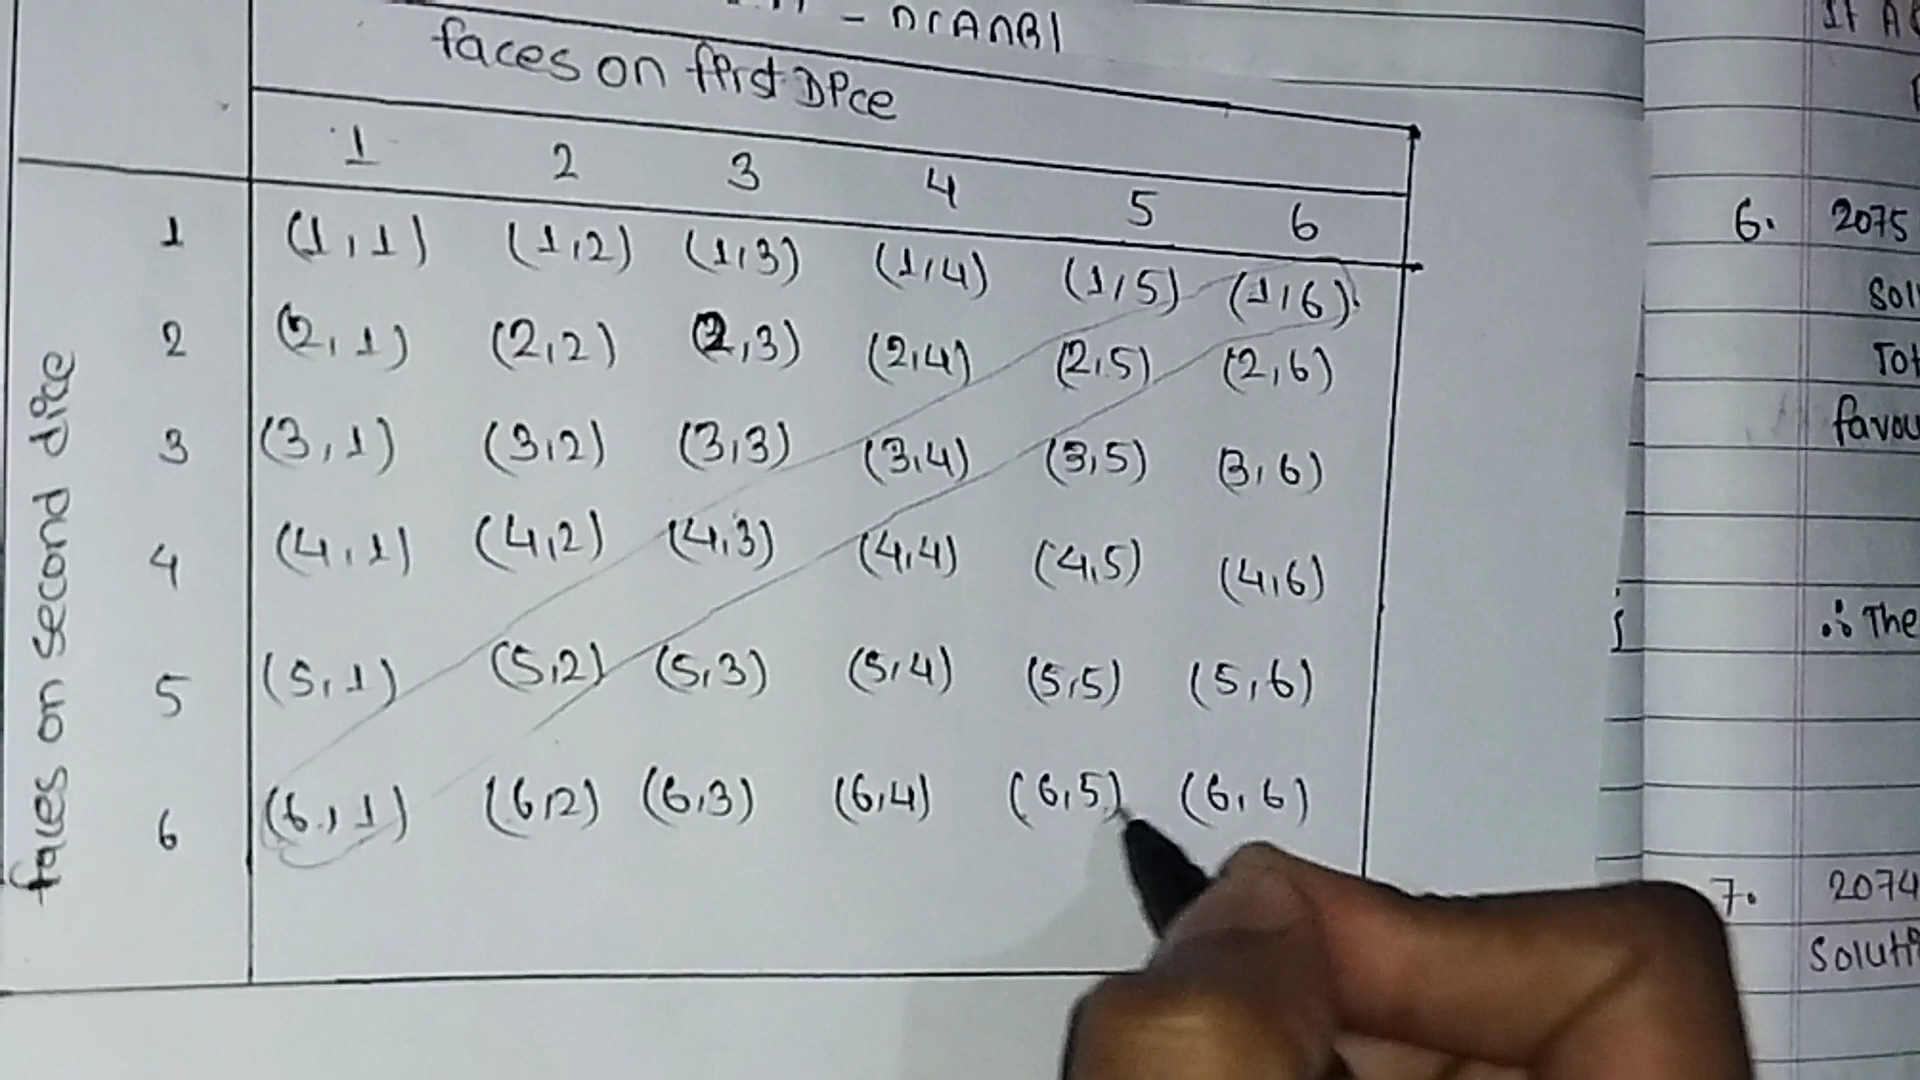 - n(A∩B)
faces on first Dice
1 2 3 4 5 6
faces on second dice
1 (1,1) (1,2) (1,3) (1,4) (1,5) (1,6)
2 (2,1) (2,2) (2,3) (2,4) (2,5) (2,6)
3 (3,1) (3,2) (3,3) (3,4) (3,5) (3,6)
4 (4,1) (4,2) (4,3) (4,4) (4,5) (4,6)
5 (5,1) (5,2) (5,3) (5,4) (5,5) (5,6)
6 (6,1) (6,2) (6,3) (6,4) (6,5) (6,6)
If A
6. 2075
Sol
Tot
favou
∴ The
7. 2074
Soluti